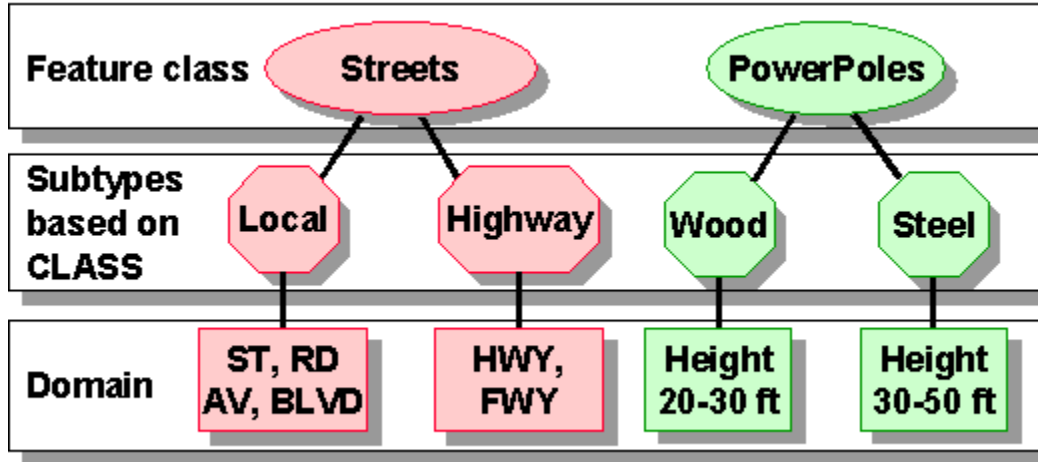 Feature class
Streets
PowerPoles
Subtypes
based on
CLASS
Local
Highway
Wood
Steel
Domain
ST, RD
AV, BLVD
HWY,
FWY
Height
20-30 ft
Height
30-50 ft